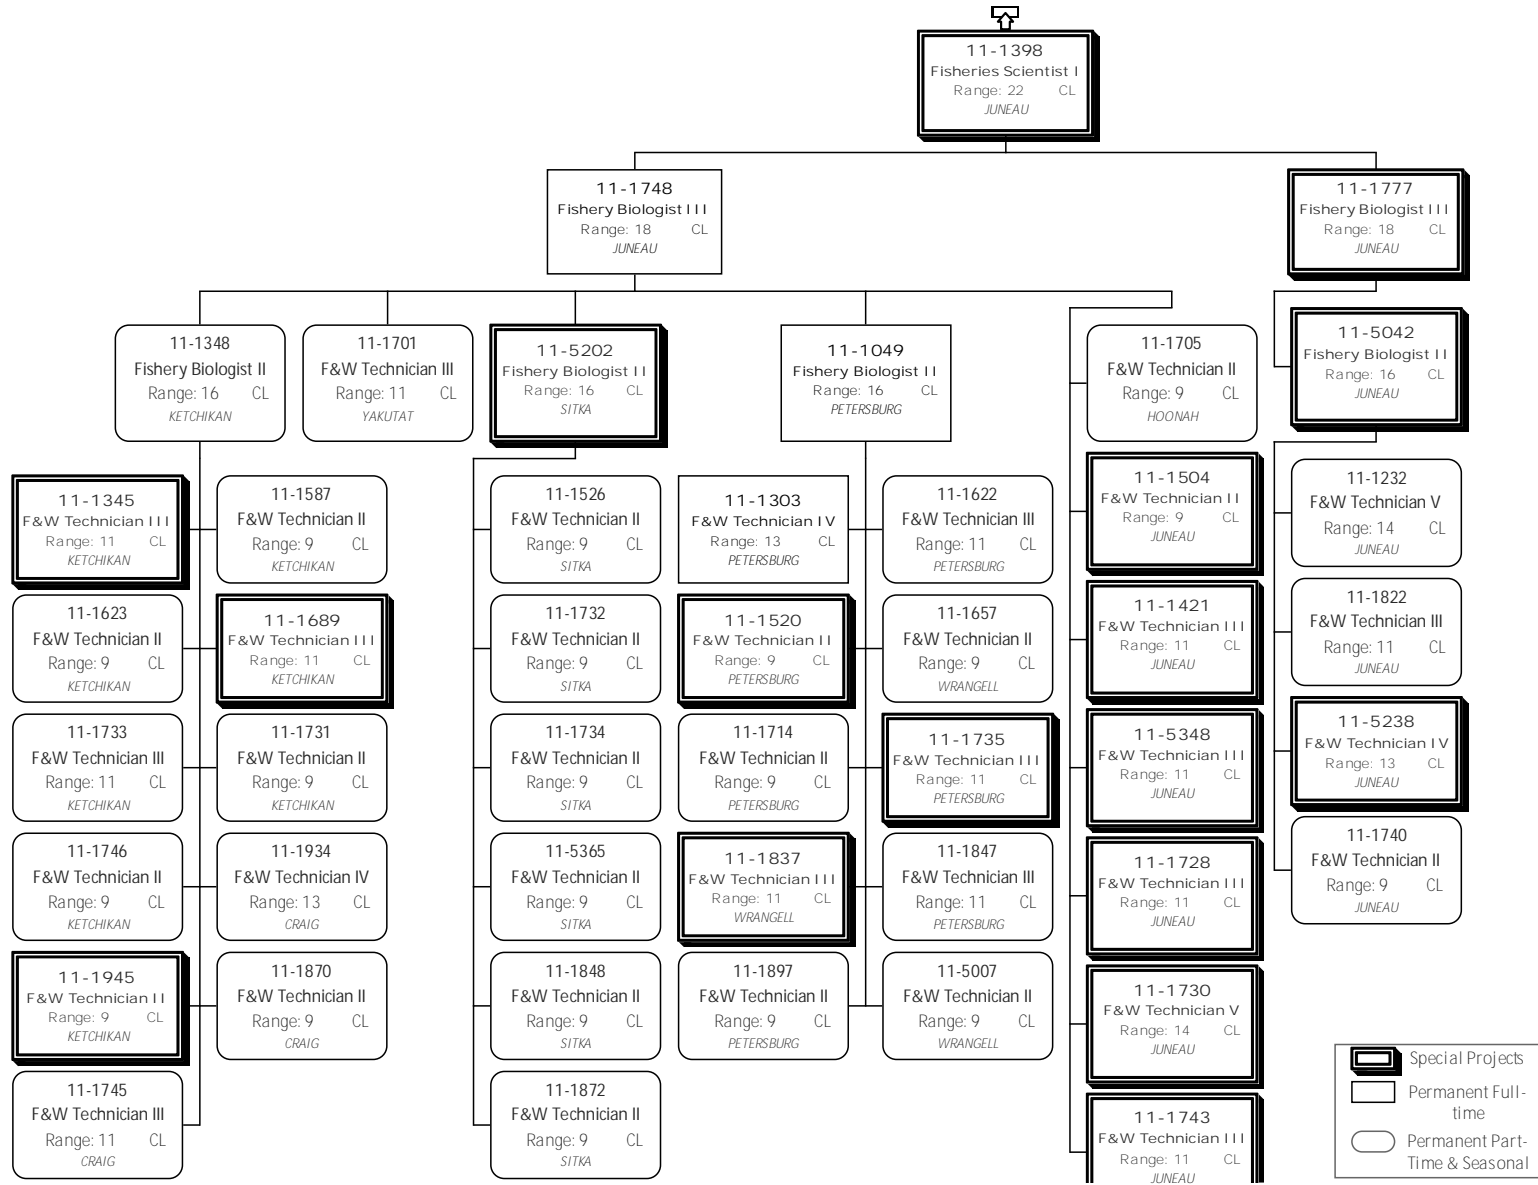 11-1398
Fisheries Scientist I
Range: 22 CL
JUNEAU
11-1748
Fishery Biologist III
Range: 18 CL
JUNEAU
11-1777
Fishery Biologist III
Range: 18 CL
JUNEAU
11-1348
Fishery Biologist II
Range: 16 CL
KETCHIKAN
11-1701
F&W Technician III
Range: 11 CL
YAKUTAT
11-5202
Fishery Biologist II
Range: 16 CL
SITKA
11-1049
Fishery Biologist II
Range: 16 CL
PETERSBURG
11-1705
F&W Technician II
Range: 9 CL
HOONAH
11-5042
Fishery Biologist II
Range: 16 CL
JUNEAU
11-1345
F&W Technician III
Range: 11 CL
KETCHIKAN
11-1587
F&W Technician II
Range: 9 CL
KETCHIKAN
11-1526
F&W Technician II
Range: 9 CL
SITKA
11-1303
F&W Technician IV
Range: 13 CL
PETERSBURG
11-1622
F&W Technician III
Range: 11 CL
PETERSBURG
11-1504
F&W Technician II
Range: 9 CL
JUNEAU
11-1232
F&W Technician V
Range: 14 CL
JUNEAU
11-1623
F&W Technician II
Range: 9 CL
KETCHIKAN
11-1689
F&W Technician III
Range: 11 CL
KETCHIKAN
11-1732
F&W Technician II
Range: 9 CL
SITKA
11-1520
F&W Technician II
Range: 9 CL
PETERSBURG
11-1657
F&W Technician II
Range: 9 CL
WRANGELL
11-1421
F&W Technician III
Range: 11 CL
JUNEAU
11-1822
F&W Technician III
Range: 11 CL
JUNEAU
11-1733
F&W Technician III
Range: 11 CL
KETCHIKAN
11-1731
F&W Technician II
Range: 9 CL
KETCHIKAN
11-1734
F&W Technician II
Range: 9 CL
SITKA
11-1714
F&W Technician II
Range: 9 CL
PETERSBURG
11-1735
F&W Technician III
Range: 11 CL
PETERSBURG
11-5348
F&W Technician III
Range: 11 CL
JUNEAU
11-5238
F&W Technician IV
Range: 13 CL
JUNEAU
11-1746
F&W Technician II
Range: 9 CL
KETCHIKAN
11-1934
F&W Technician IV
Range: 13 CL
CRAIG
11-5365
F&W Technician II
Range: 9 CL
SITKA
11-1837
F&W Technician III
Range: 11 CL
WRANGELL
11-1847
F&W Technician III
Range: 11 CL
PETERSBURG
11-1728
F&W Technician III
Range: 11 CL
JUNEAU
11-1740
F&W Technician II
Range: 9 CL
JUNEAU
11-1945
F&W Technician II
Range: 9 CL
KETCHIKAN
11-1870
F&W Technician II
Range: 9 CL
CRAIG
11-1848
F&W Technician II
Range: 9 CL
SITKA
11-1897
F&W Technician II
Range: 9 CL
PETERSBURG
11-5007
F&W Technician II
Range: 9 CL
WRANGELL
11-1730
F&W Technician V
Range: 14 CL
JUNEAU
11-1745
F&W Technician III
Range: 11 CL
CRAIG
11-1872
F&W Technician II
Range: 9 CL
SITKA
11-1743
F&W Technician III
Range: 11 CL
JUNEAU
Special Projects
Permanent Full-
time
Permanent Part-
Time & Seasonal